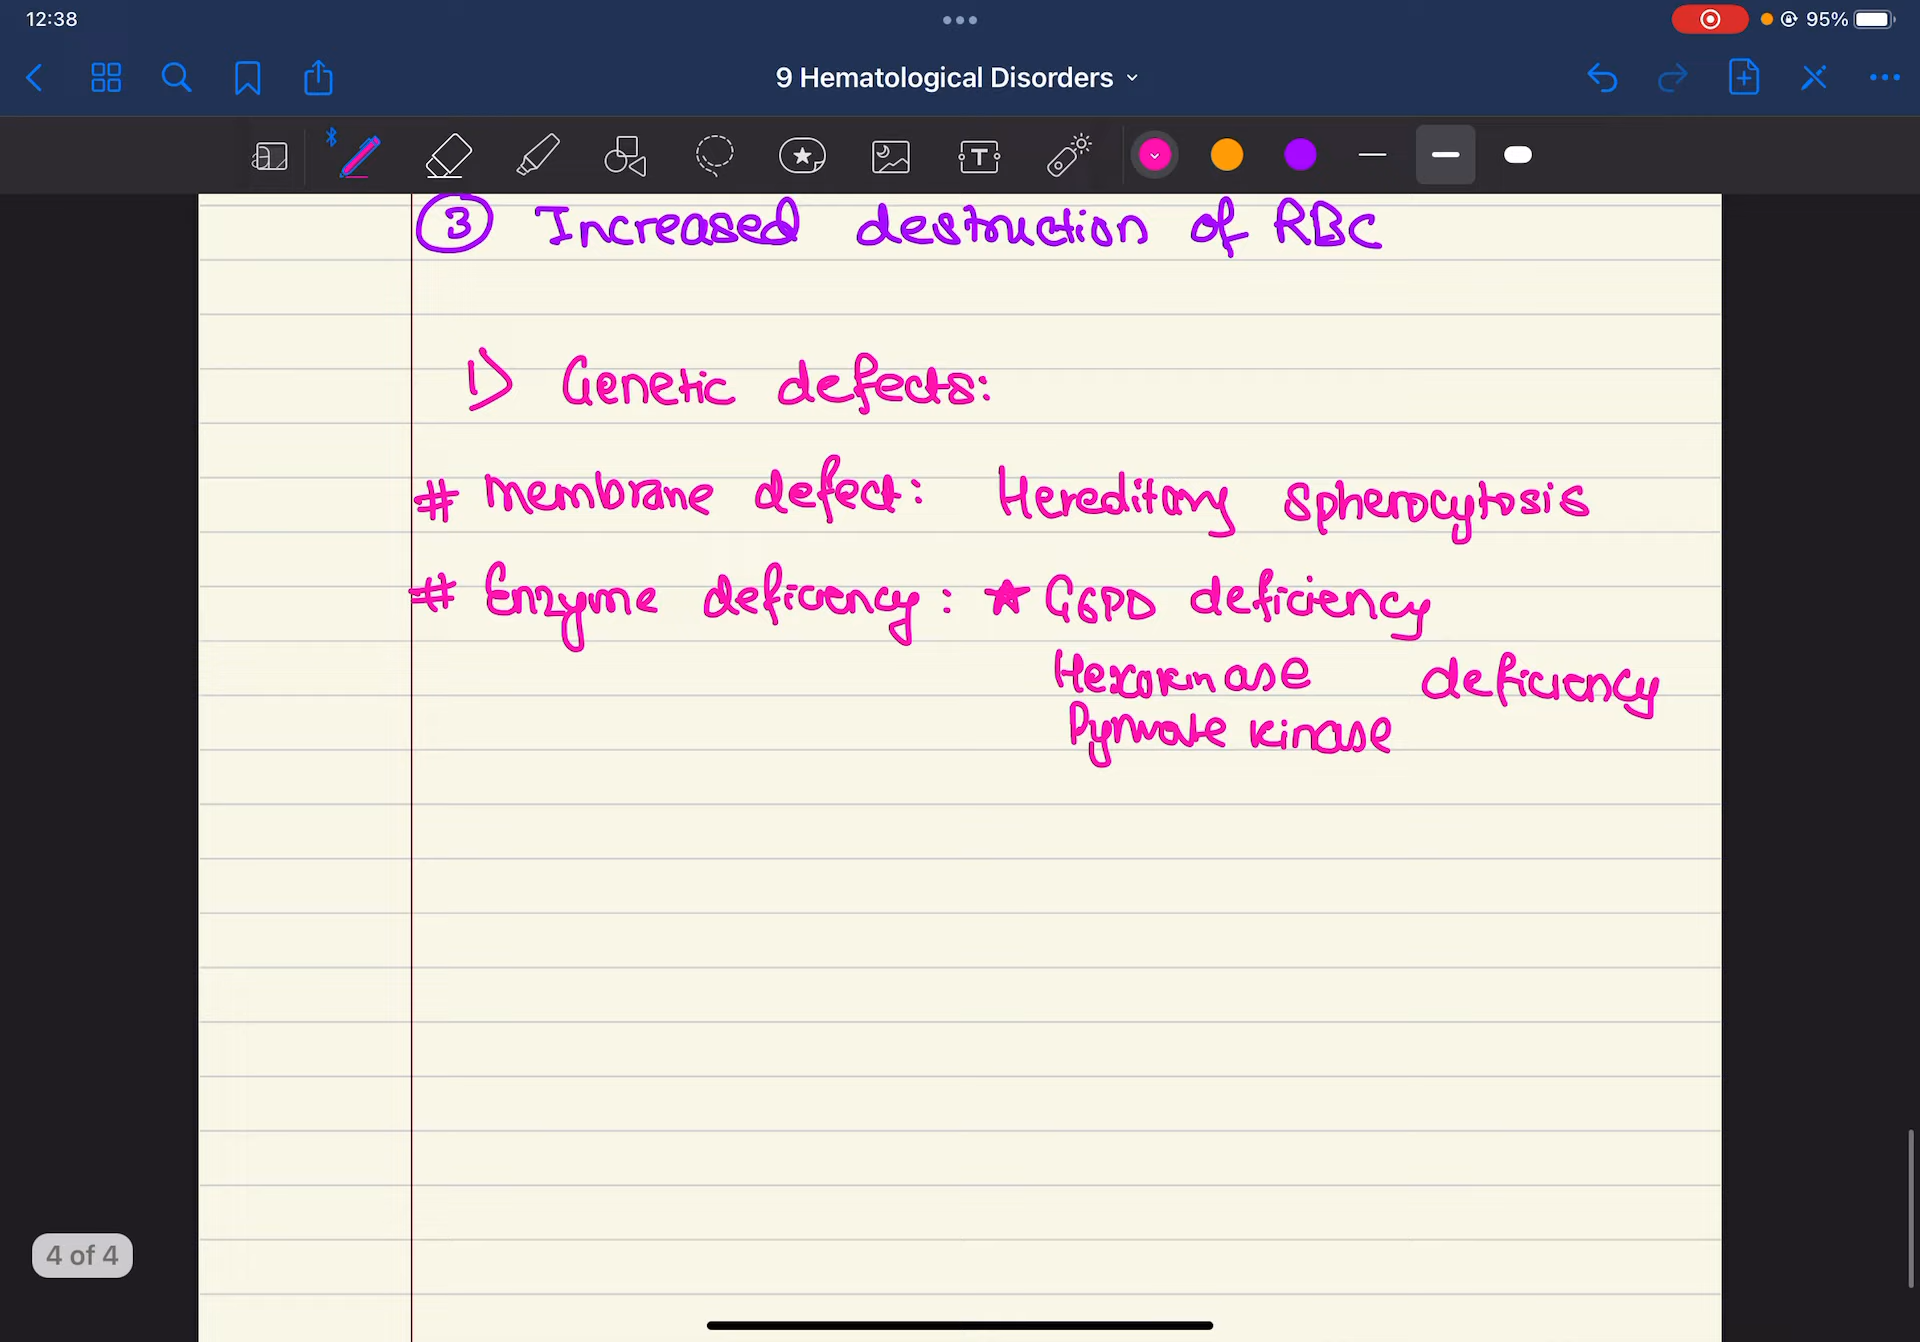 12:38
95%
9 Hematological Disorders
T
③ Increased destruction of RBC
1) Genetic defects:
# Membrane defect: Hereditary Spherocytosis
# Enzyme deficiency: ★ G6PD deficiency
Hexokinase deficiency
Pyruvate kinase
4 of 4